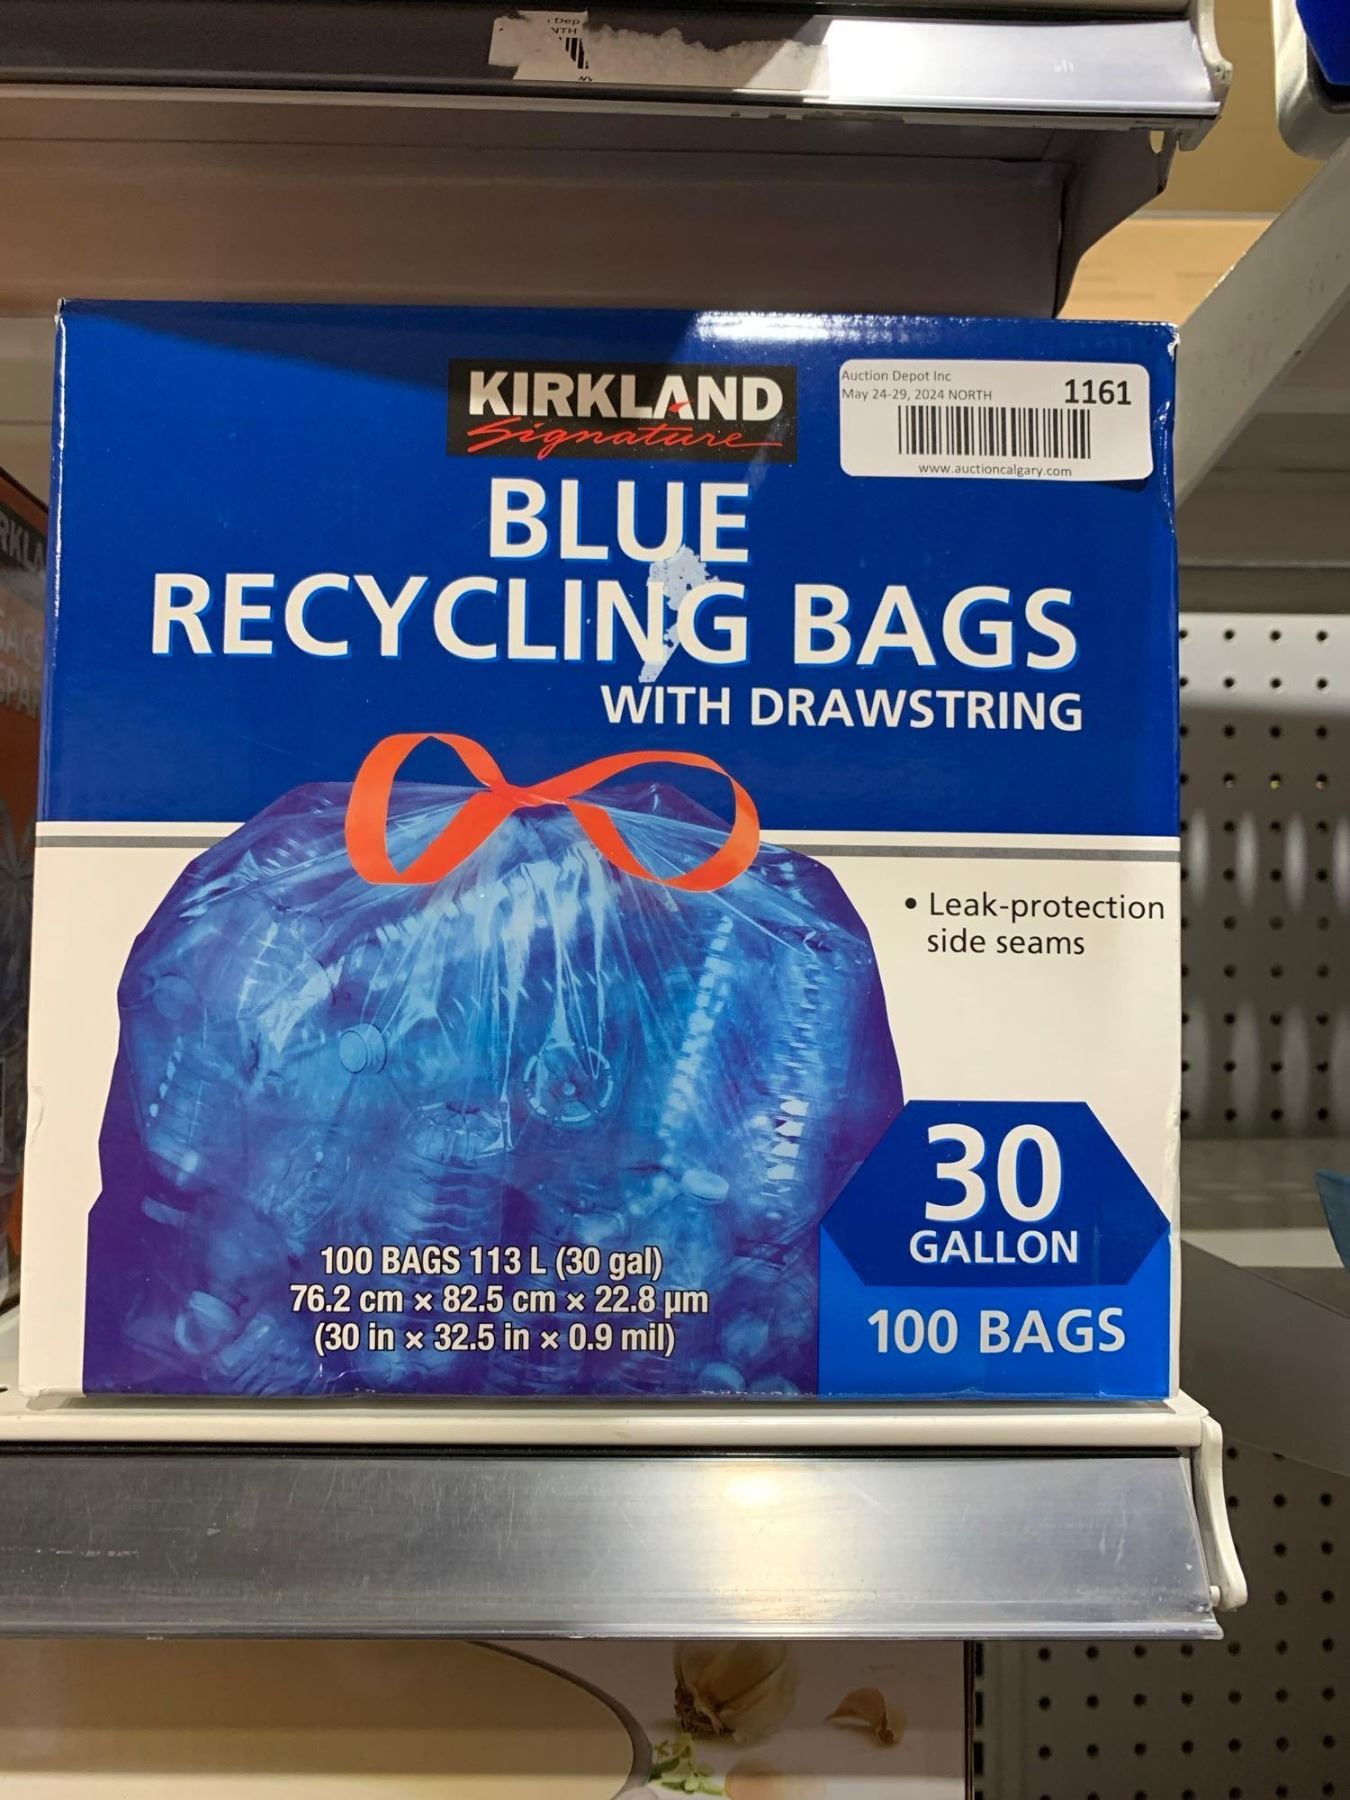 Dep
KIRKLAND
Signature
Auction Depot Inc
May 24-29, 2024 NORTH
1161
www.auctioncalgary.com
BLUE
RECYCLING BAGS
WITH DRAWSTRING
• Leak-protection
side seams
30
GALLON
100 BAGS
100 BAGS 113 L (30 gal)
76.2 cm × 82.5 cm × 22.8 µm
(30 in × 32.5 in × 0.9 mil)